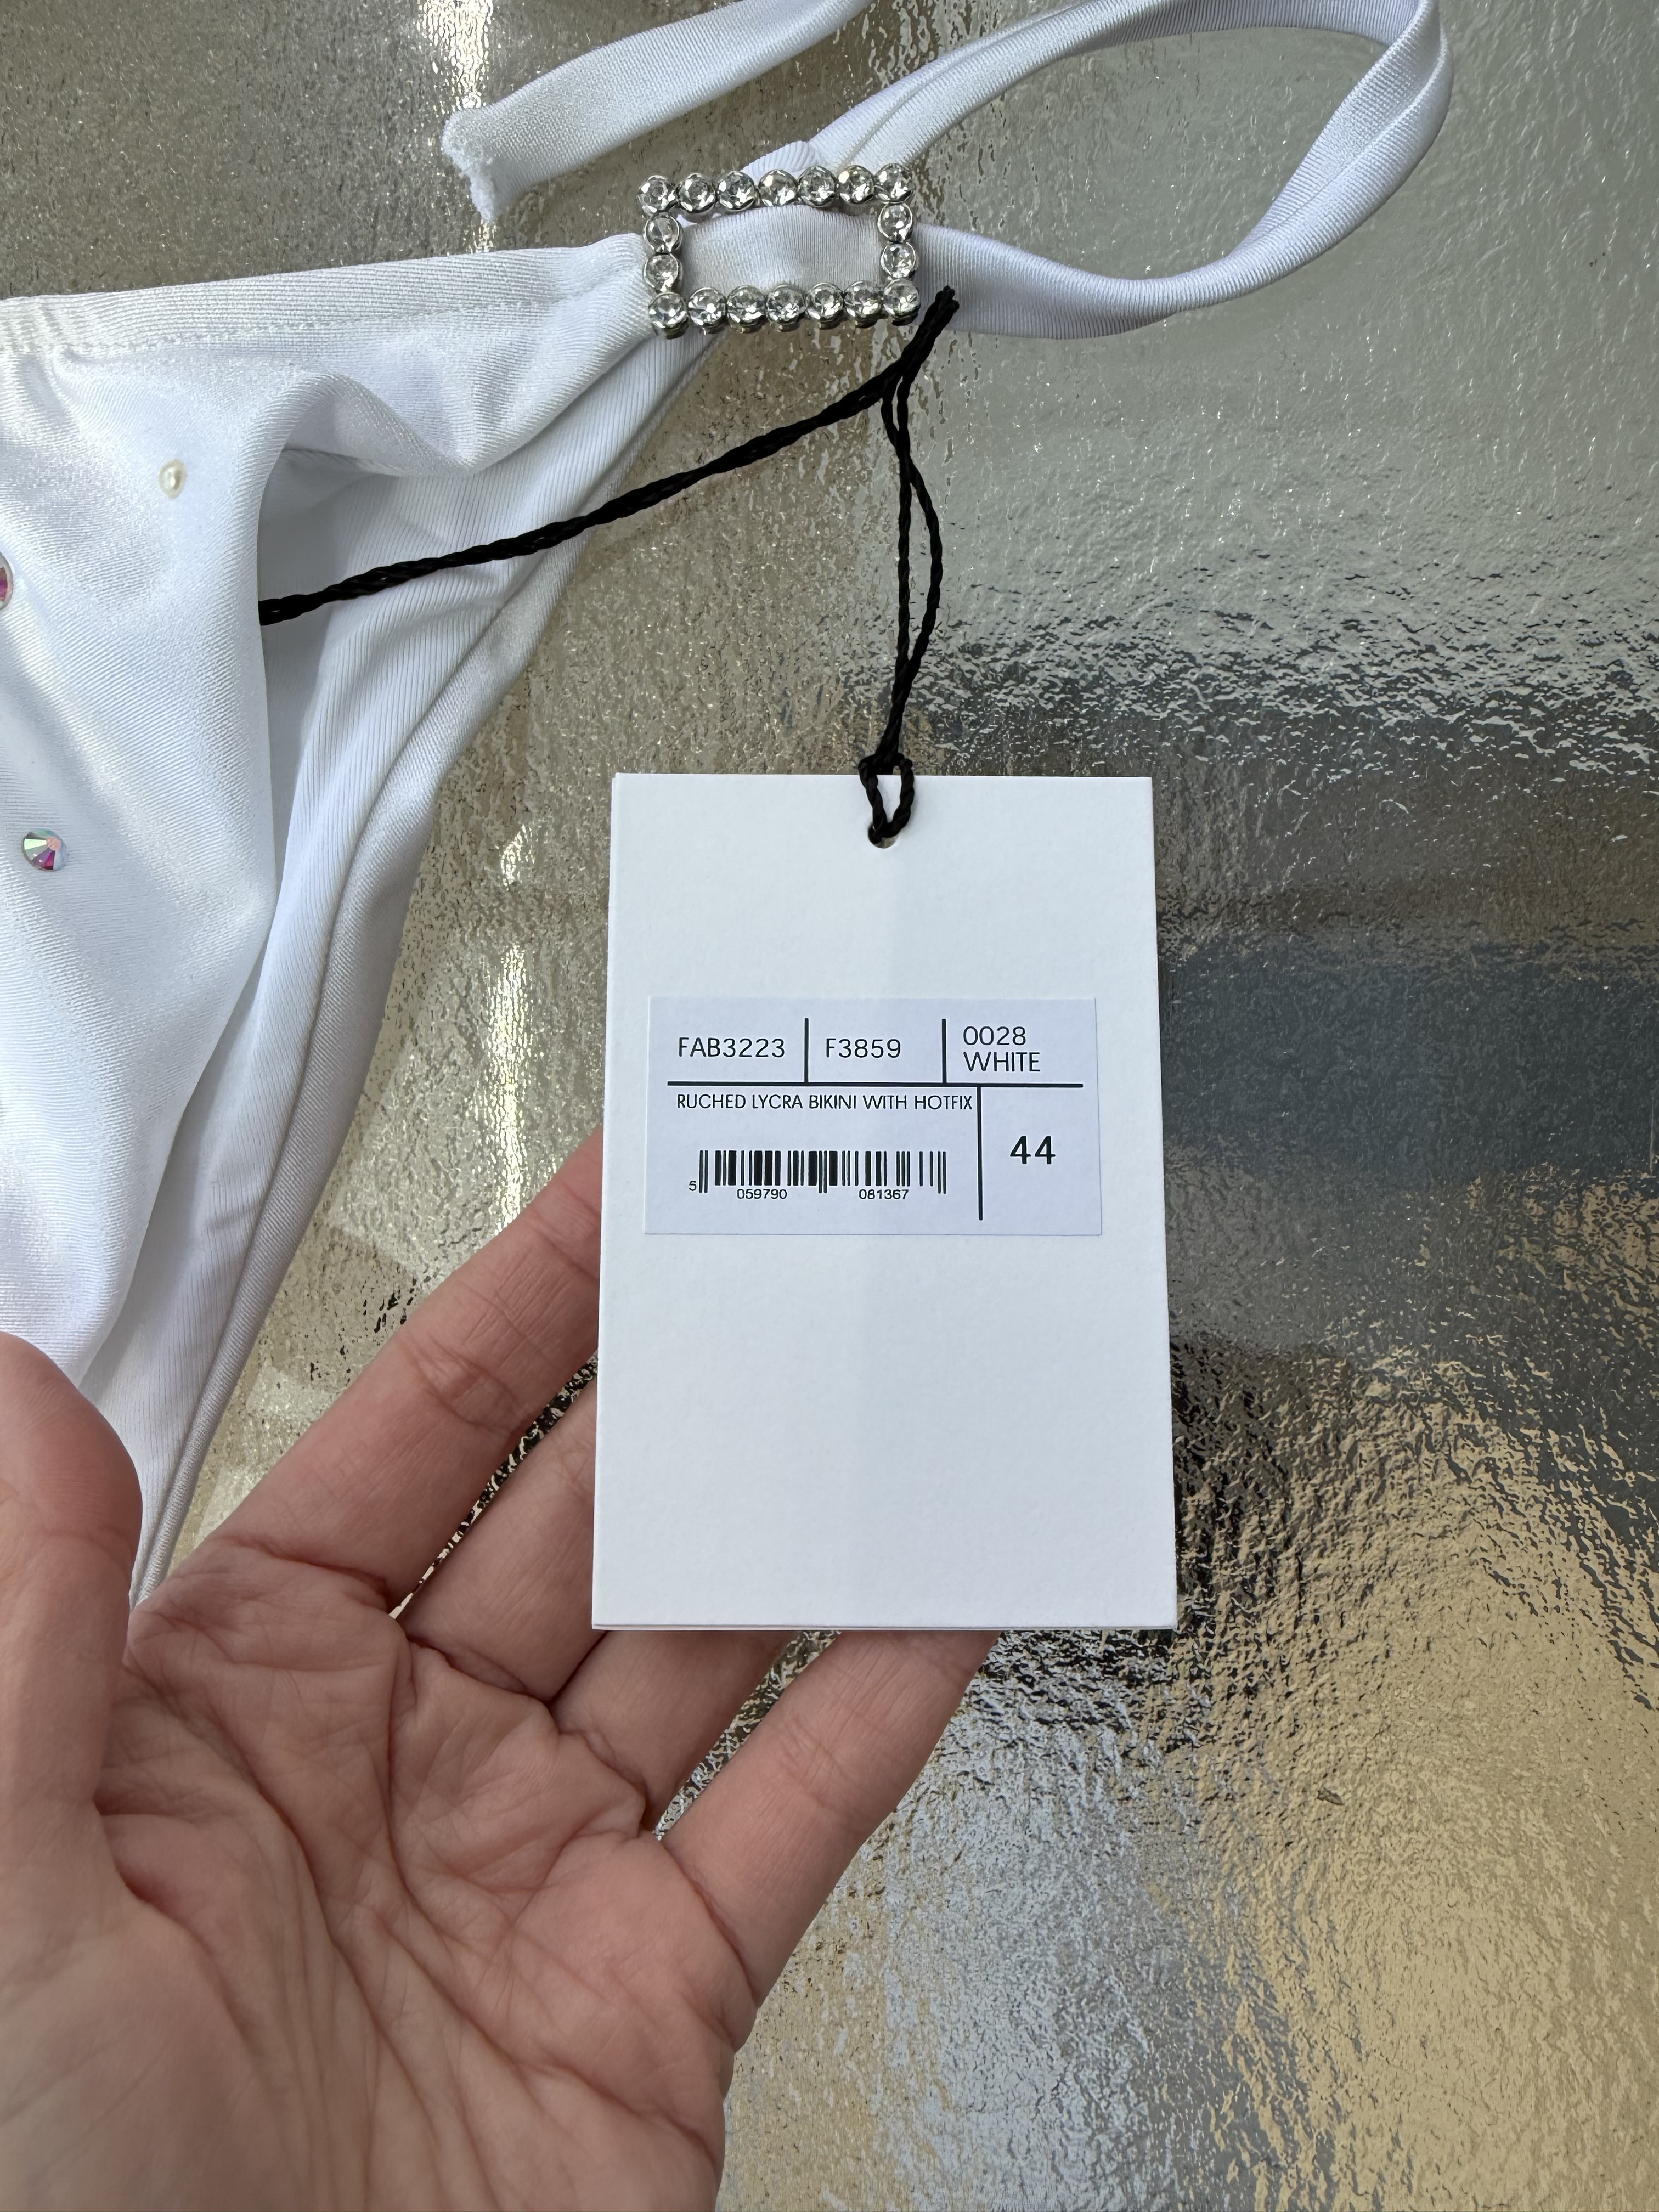 FAB3223
F3859
0028
WHITE
RUCHED LYCRA BIKINI WITH HOTFIX
44
5 059790 081367